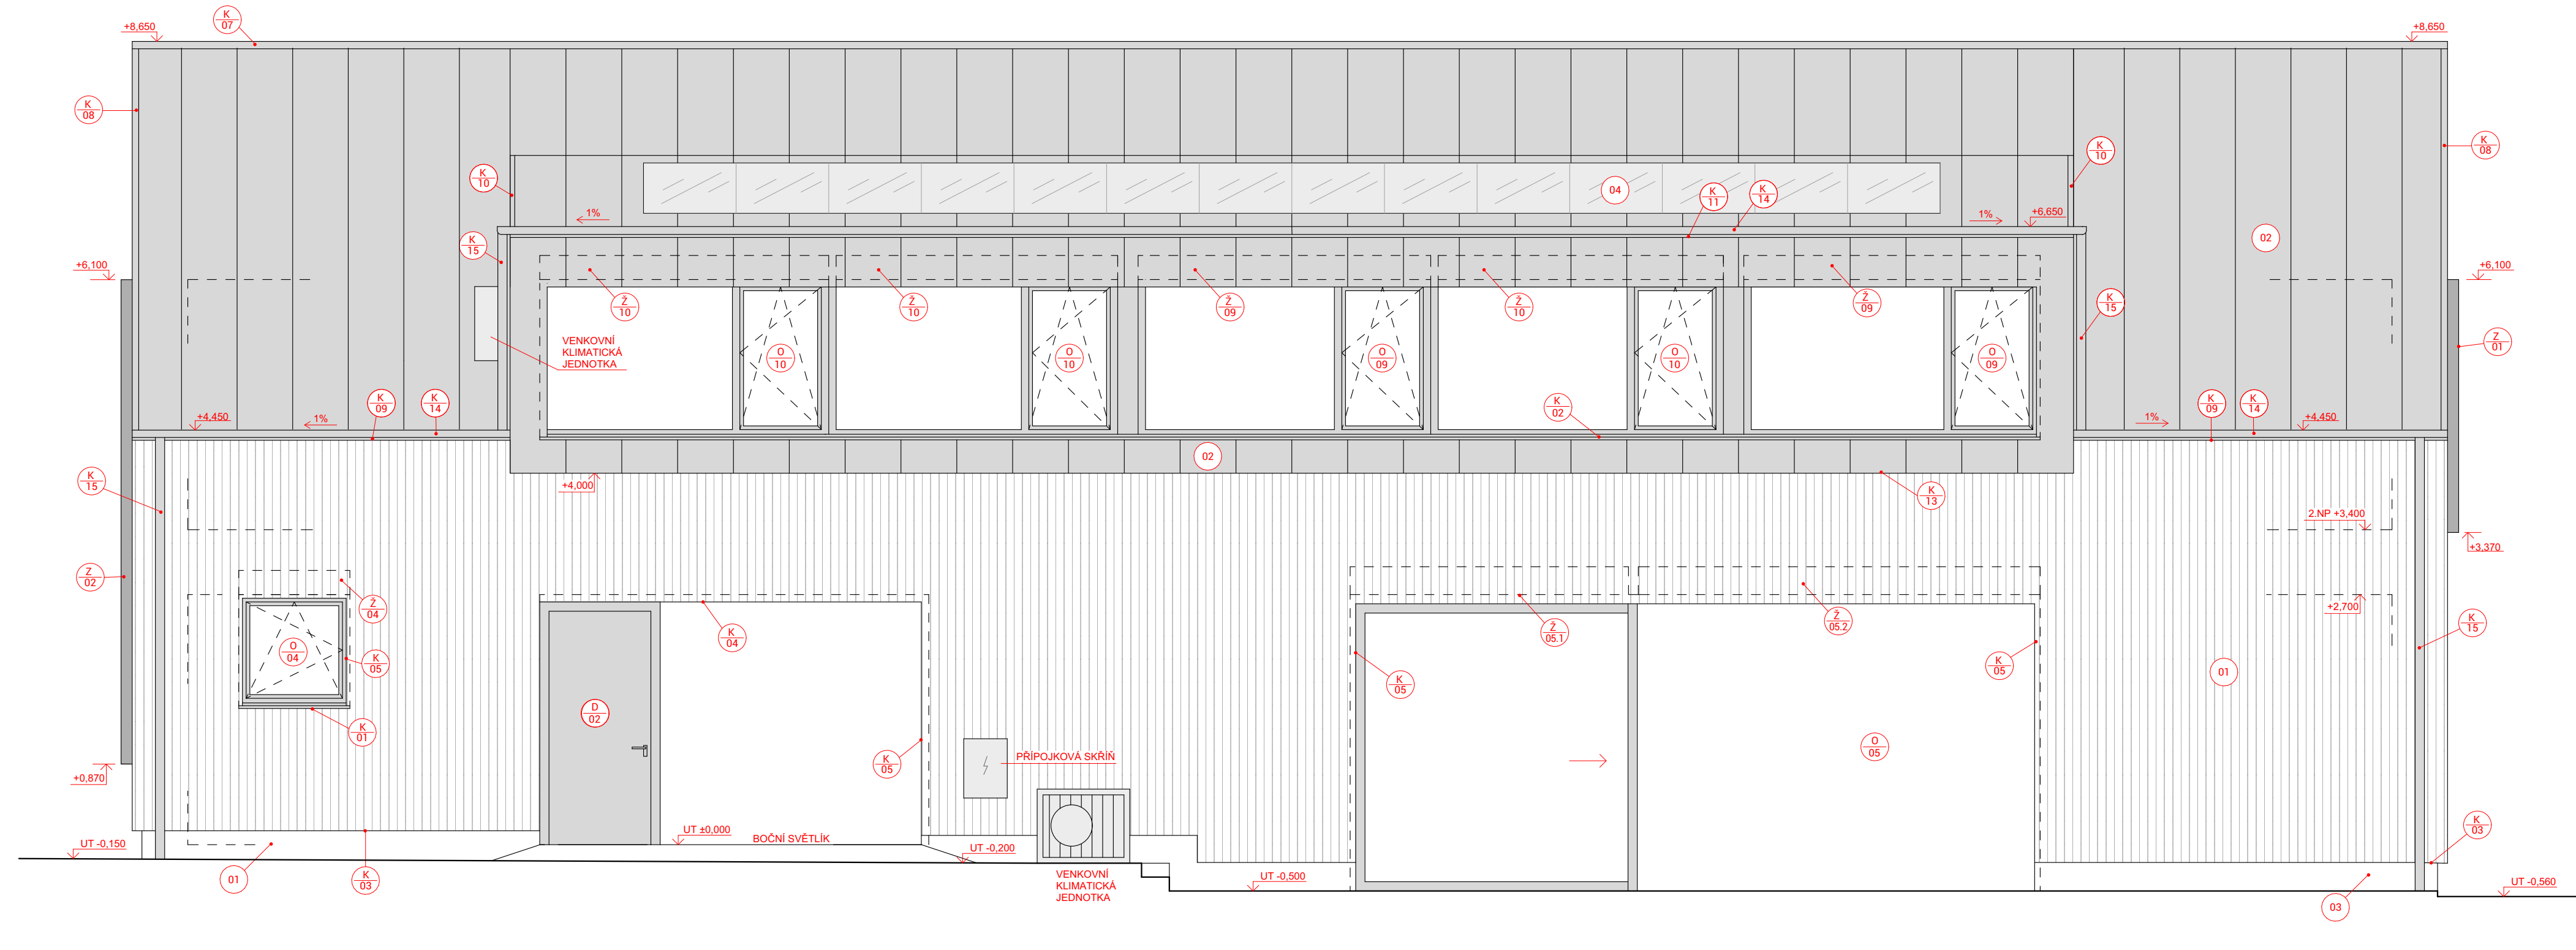 K
07
+8,650
+8,650
K
08
K
08
K
10
K
10
04
K
11
K
14
1%
1%
+6,650
K
15
02
+6,100
+6,100
Ž
10
Ž
10
Ž
09
Ž
10
Ž
09
K
15
VENKOVNÍ
KLIMATICKÁ
JEDNOTKA
O
10
O
10
O
09
O
10
O
09
Z
01
K
09
K
14
K
02
K
09
K
14
+4,450
1%
1%
+4,450
02
K
15
+4,000
K
13
2.NP +3,400
+3,370
Z
02
Ž
04
K
04
Ž
05.1
Ž
05.2
+2,700
K
15
O
04
K
05
K
05
K
05
01
D
02
K
01
O
05
PŘÍPOJKOVÁ SKŘÍŇ
K
05
+0,870
UT -0,150
UT ±0,000
BOČNÍ SVĚTLÍK
UT -0,200
K
03
01
K
03
VENKOVNÍ
KLIMATICKÁ
JEDNOTKA
UT -0,500
UT -0,560
03